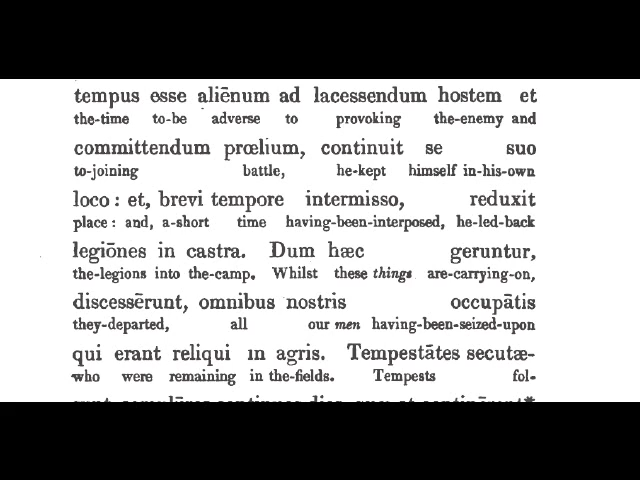 tempus esse aliēnum ad lacessendum hostem et
the-time to-be adverse to provoking the-enemy and
committendum prœlium, continuit se suo
to-joining battle, he-kept himself in-his-own
loco : et, brevi tempore intermisso, reduxit
place : and, a-short time having-been-interposed, he-led-back
legiōnes in castra. Dum hæc geruntur,
the-legions into the-camp. Whilst these things are-carrying-on,
discessērunt, omnibus nostris occupātis
they-departed, all our men having-been-seized-upon
qui erant reliqui in agris. Tempestātes secutæ-
who were remaining in the-fields. Tempests fol-